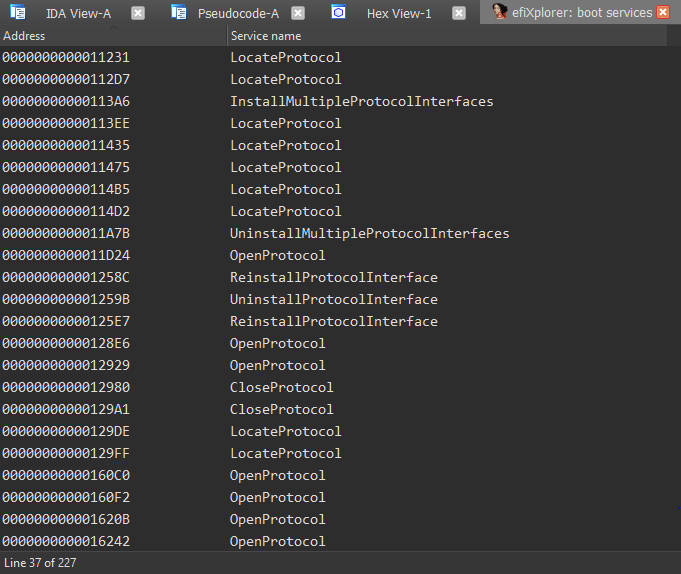 IDA View-A Pseudocode-A Hex View-1 efiXplorer: boot services
Address Service name
0000000000011231 LocateProtocol
00000000000112D7 LocateProtocol
00000000000113A6 InstallMultipleProtocolInterfaces
00000000000113EE LocateProtocol
0000000000011435 LocateProtocol
0000000000011475 LocateProtocol
00000000000114B5 LocateProtocol
00000000000114D2 LocateProtocol
0000000000011A7B UninstallMultipleProtocolInterfaces
0000000000011D24 OpenProtocol
000000000001258C ReinstallProtocolInterface
000000000001259B UninstallProtocolInterface
00000000000125E7 ReinstallProtocolInterface
00000000000128E6 OpenProtocol
0000000000012929 OpenProtocol
0000000000012980 CloseProtocol
00000000000129A1 CloseProtocol
00000000000129DE LocateProtocol
00000000000129FF LocateProtocol
00000000000160C0 OpenProtocol
00000000000160F2 OpenProtocol
000000000001620B OpenProtocol
0000000000016242 OpenProtocol
Line 37 of 227